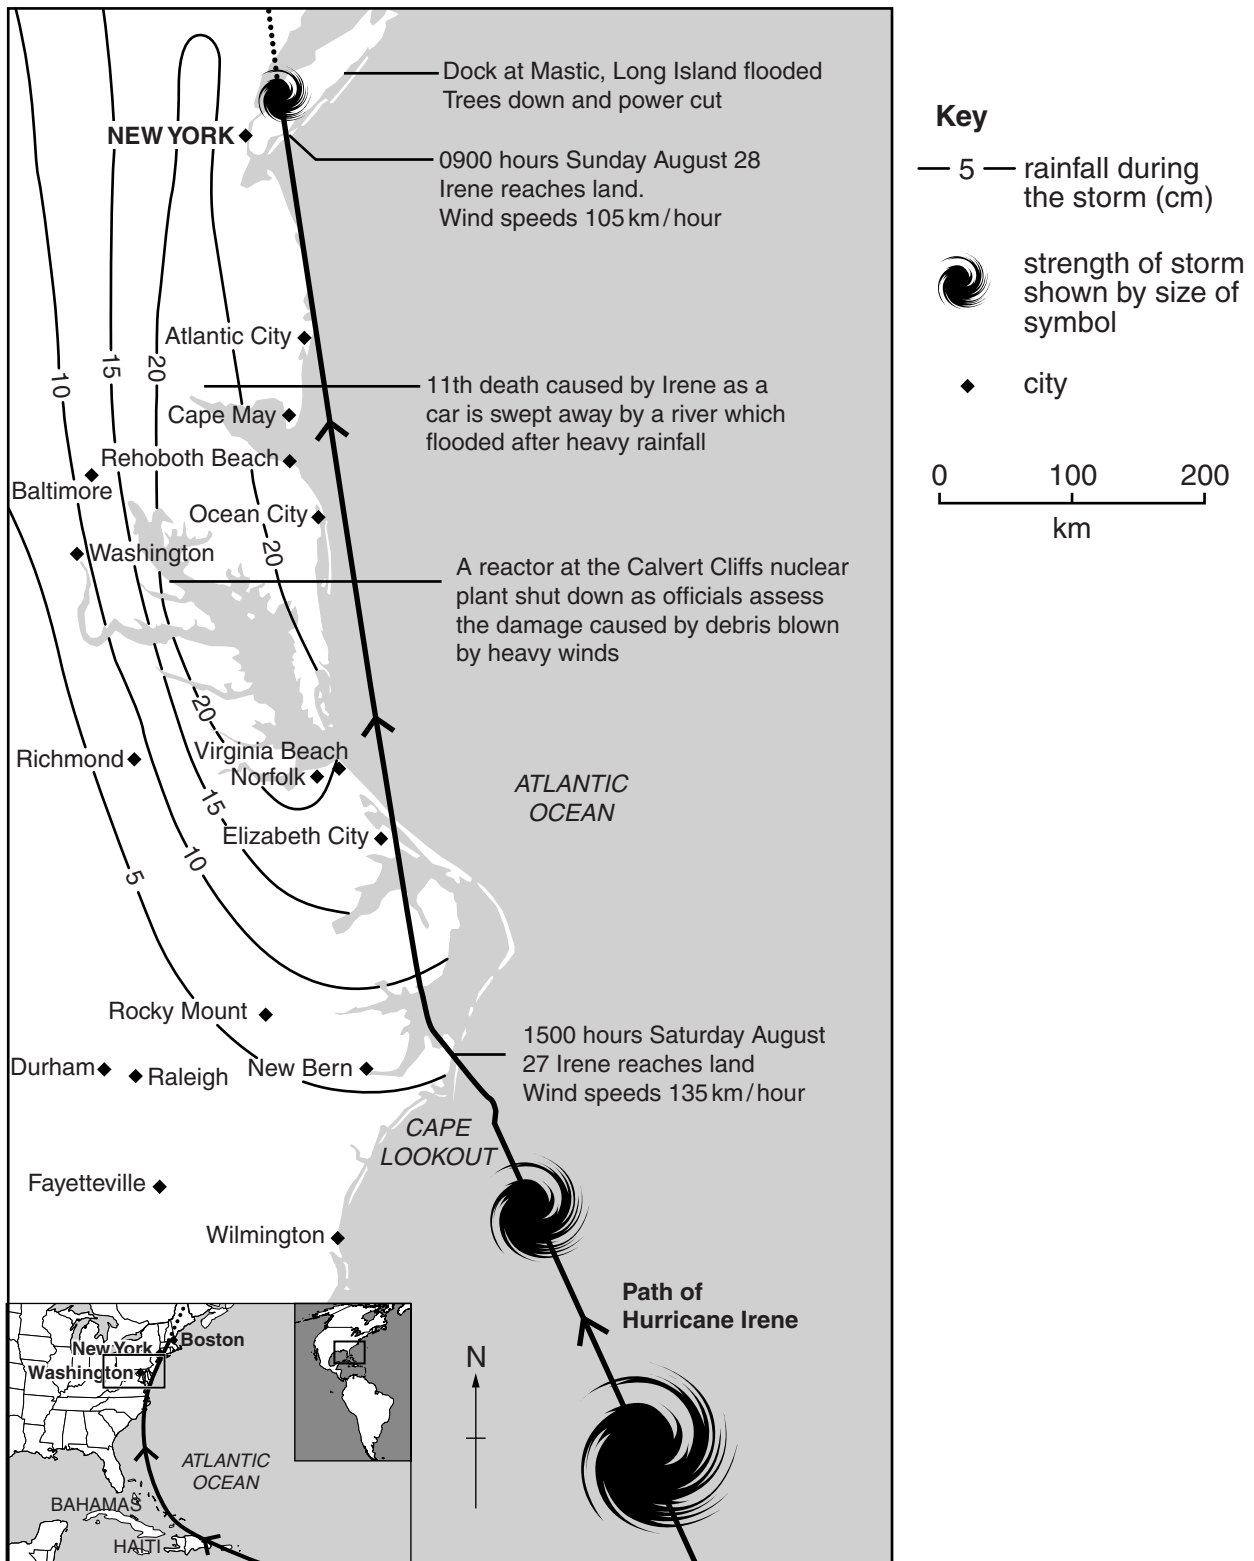 Dock at Mastic, Long Island flooded
Trees down and power cut
NEW YORK
0900 hours Sunday August 28
Irene reaches land.
Wind speeds 105 km / hour
Atlantic City
10
15
20
11th death caused by Irene as a
car is swept away by a river which
flooded after heavy rainfall
Cape May
Rehoboth Beach
Baltimore
Ocean City
Washington
20
A reactor at the Calvert Cliffs nuclear
plant shut down as officials assess
the damage caused by debris blown
by heavy winds
20
Richmond
Virginia Beach
Norfolk
ATLANTIC
OCEAN
15
Elizabeth City
10
5
Rocky Mount
1500 hours Saturday August
27 Irene reaches land
Wind speeds 135 km / hour
Durham
Raleigh
New Bern
CAPE
LOOKOUT
Fayetteville
Wilmington
Path of
Hurricane Irene
N
Boston
New York
Washington
ATLANTIC
OCEAN
BAHAMAS
HAITI
Key
5
rainfall during
the storm (cm)
strength of storm
shown by size of
symbol
city
0 100 200
km